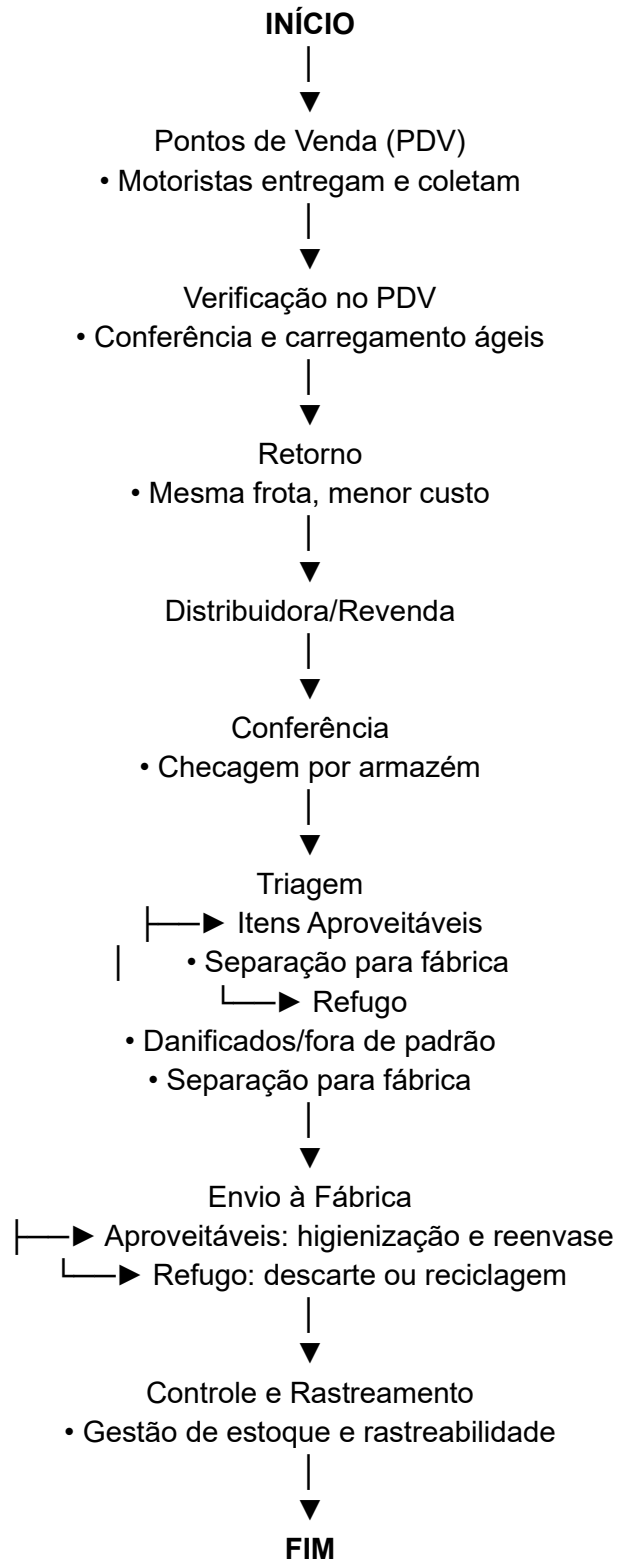 INÍCIO
│
▼
Pontos de Venda (PDV)
• Motoristas entregam e coletam
│
▼
Verificação no PDV
• Conferência e carregamento ágeis
│
▼
Retorno
• Mesma frota, menor custo
│
▼
Distribuidora/Revenda
│
▼
Conferência
• Checagem por armazém
│
▼
Triagem
├──► Itens Aproveitáveis
│ • Separação para fábrica
└──► Refugo
• Danificados/fora de padrão
• Separação para fábrica
│
▼
Envio à Fábrica
├──► Aproveitáveis: higienização e reenvase
└──► Refugo: descarte ou reciclagem
│
▼
Controle e Rastreamento
• Gestão de estoque e rastreabilidade
│
▼
FIM